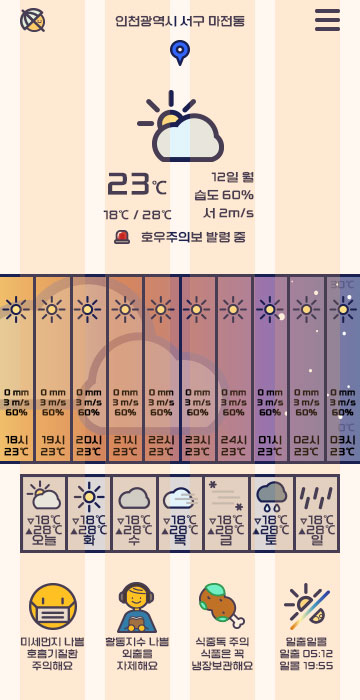 인천광역시 서구 마전동
23℃
18℃ / 28℃
12일 월
습도 60%
서 2m/s
호우주의보 발령 중
30℃
0 mm 0 mm 0 mm 0 mm 0 mm 0 mm 0 mm 0 mm 0 mm 0 mm
3 m/s 3 m/s 3 m/s 3 m/s 3 m/s 3 m/s 3 m/s 3 m/s 3 m/s 3 m/s
60% 60% 60% 60% 60% 60% 60% 60% 60% 60%
0℃
18시 19시 20시 21시 22시 23시 24시 01시 02시 03시
23℃ 23℃ 23℃ 23℃ 23℃ 23℃ 23℃ 23℃ 23℃ 23℃
▽18℃ ▽18℃ ▽18℃ ▽18℃ ▽18℃ ▽18℃ ▽18℃
▲28℃ ▲28℃ ▲28℃ ▲28℃ ▲28℃ ▲28℃ ▲28℃
오늘 화 수 목 금 토 일
미세먼지 나쁨
호흡기질환
주의해요
활동지수 나쁨
외출을
자제해요
식중독 주의
식품은 꼭
냉장보관해요
일출일몰
일출 05:12
일몰 19:55